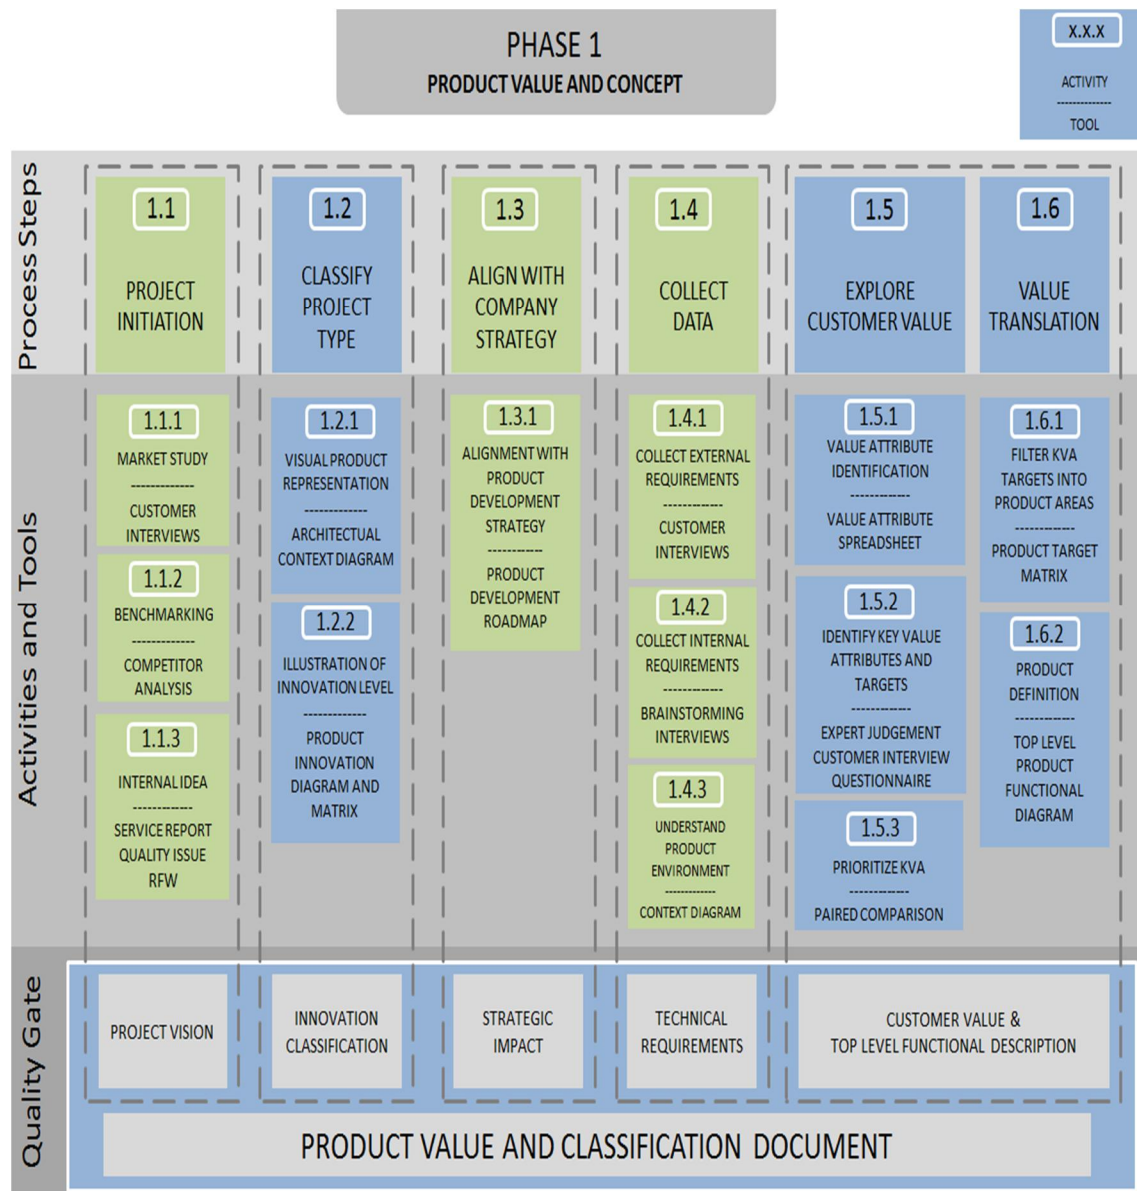 PHASE 1
PRODUCT VALUE AND CONCEPT
x.x.x
ACTIVITY
--------------
TOOL
Process Steps
1.1
PROJECT
INITIATION
1.2
CLASSIFY
PROJECT
TYPE
1.3
ALIGN WITH
COMPANY
STRATEGY
1.4
COLLECT
DATA
1.5
EXPLORE
CUSTOMER VALUE
1.6
VALUE
TRANSLATION
Activities and Tools
1.1.1
MARKET STUDY
-------------
CUSTOMER
INTERVIEWS
1.1.2
BENCHMARKING
-------------
COMPETITOR
ANALYSIS
1.1.3
INTERNAL IDEA
-------------
SERVICE REPORT
QUALITY ISSUE
RFW
1.2.1
VISUAL PRODUCT
REPRESENTATION
-------------
ARCHITECTUAL
CONTEXT DIAGRAM
1.2.2
ILLUSTRATION OF
INNOVATION LEVEL
-------------
PRODUCT
INNOVATION
DIAGRAM AND
MATRIX
1.3.1
ALIGNMENT WITH
PRODUCT
DEVELOPMENT
STRATEGY
------------
PRODUCT
DEVELOPMENT
ROADMAP
1.4.1
COLLECT EXTERNAL
REQUIREMENTS
-------------
CUSTOMER
INTERVIEWS
1.4.2
COLLECT INTERNAL
REQUIREMENTS
-------------
BRAINSTORMING
INTERVIEWS
1.4.3
UNDERSTAND
PRODUCT
ENVIRONMENT
-------------
CONTEXT DIAGRAM
1.5.1
VALUE ATTRIBUTE
IDENTIFICATION
-------------
VALUE ATTRIBUTE
SPREADSHEET
1.5.2
IDENTIFY KEY VALUE
ATTRIBUTES AND
TARGETS
-------------
EXPERT JUDGEMENT
CUSTOMER INTERVIEW
QUESTIONNAIRE
1.5.3
PRIORITIZE KVA
-------------
PAIRED COMPARISON
1.6.1
FILTER KVA
TARGETS INTO
PRODUCT AREAS
-------------
PRODUCT TARGET
MATRIX
1.6.2
PRODUCT
DEFINITION
-------------
TOP LEVEL
PRODUCT
FUNCTIONAL
DIAGRAM
Quality Gate
PROJECT VISION
INNOVATION
CLASSIFICATION
STRATEGIC
IMPACT
TECHNICAL
REQUIREMENTS
CUSTOMER VALUE &
TOP LEVEL FUNCTIONAL DESCRIPTION
PRODUCT VALUE AND CLASSIFICATION DOCUMENT